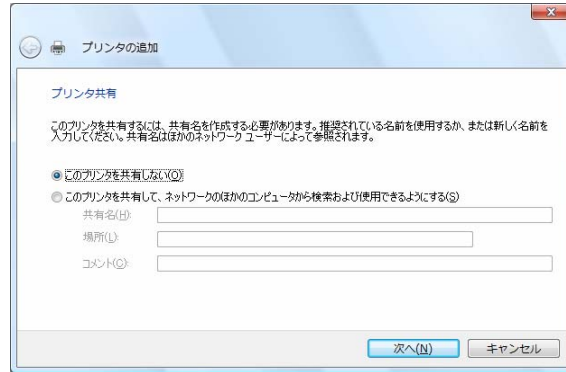 プリンタの追加
プリンタ共有
このプリンタを共有するには、共有名を作成する必要があります。推奨されている名前を使用するか、または新しく名前を
入力してください。共有名はほかのネットワーク ユーザーによって参照されます。
このプリンタを共有しない(O)
このプリンタを共有して、ネットワークのほかのコンピュータから検索および使用できるようにする(S)
共有名(H):
場所(L):
コメント(C):
次へ(N) キャンセル